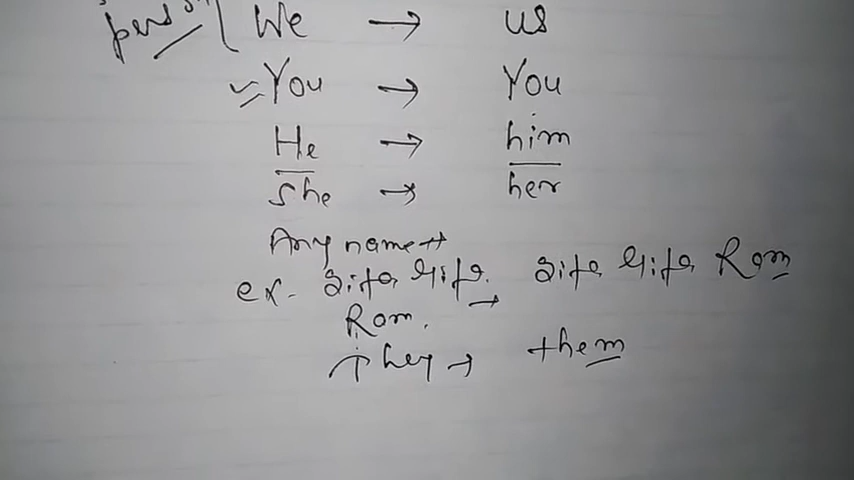 person We → us
You → You
He → him
She → her
Any name →
ex. Sita, Gita, → Sita, Gita, Ram
Ram,
They → them